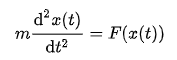 m d²x(t)/dt² = F(x(t))